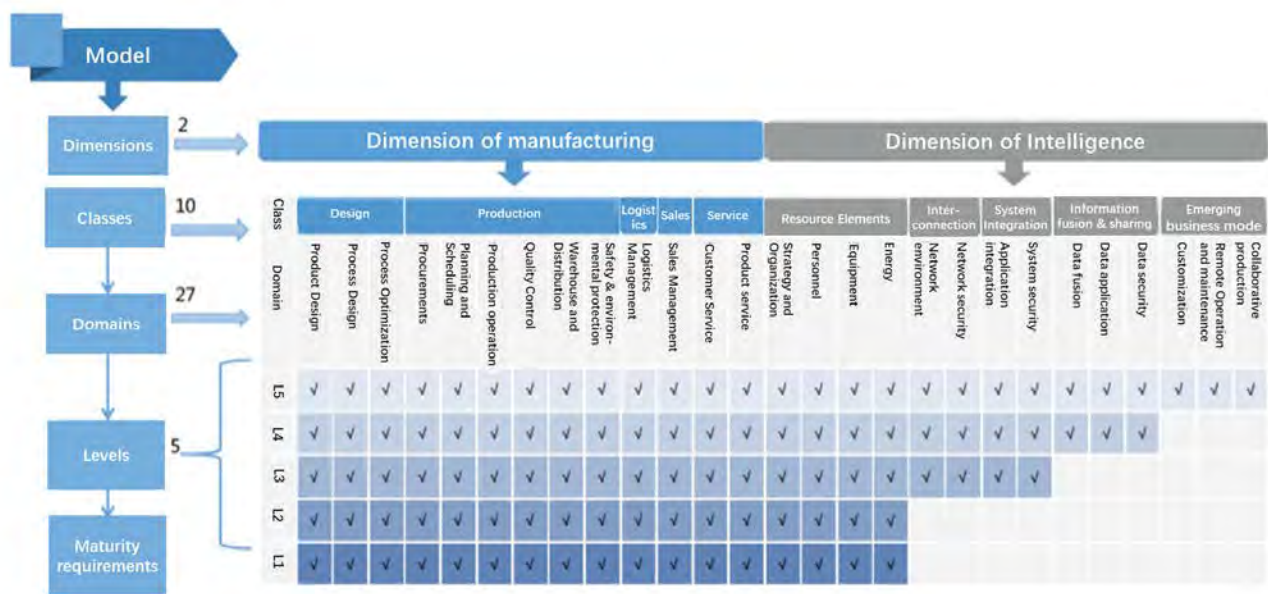 Model
Dimensions
2
Classes
10
Domains
27
Levels
5
Maturity
requirements
Dimension of manufacturing
Dimension of Intelligence
Class
Design
Production
Logist
ics
Sales
Service
Resource Elements
Inter-
connection
System
Integration
Information
fusion & sharing
Emerging
business mode
Domain
Product Design
Process Design
Process Optimization
Procurements
Planning and
Scheduling
Production operation
Quality Control
Warehouse and
Distribution
Safety & environ-
mental protection
Logistics
Management
Sales Management
Customer Service
Product service
Strategy and
Organization
Personnel
Equipment
Energy
Network
environment
Network security
Application
integration
System security
Data fusion
Data application
Data security
Customization
Remote Operation
and maintenance
Collaborative
production
L5 √ √ √ √ √ √ √ √ √ √ √ √ √ √ √ √ √ √ √ √ √ √ √ √ √ √ √
L4 √ √ √ √ √ √ √ √ √ √ √ √ √ √ √ √ √ √ √ √ √ √ √ √
L3 √ √ √ √ √ √ √ √ √ √ √ √ √ √ √ √ √ √ √ √ √
L2 √ √ √ √ √ √ √ √ √ √ √ √ √ √ √ √ √
L1 √ √ √ √ √ √ √ √ √ √ √ √ √ √ √ √ √